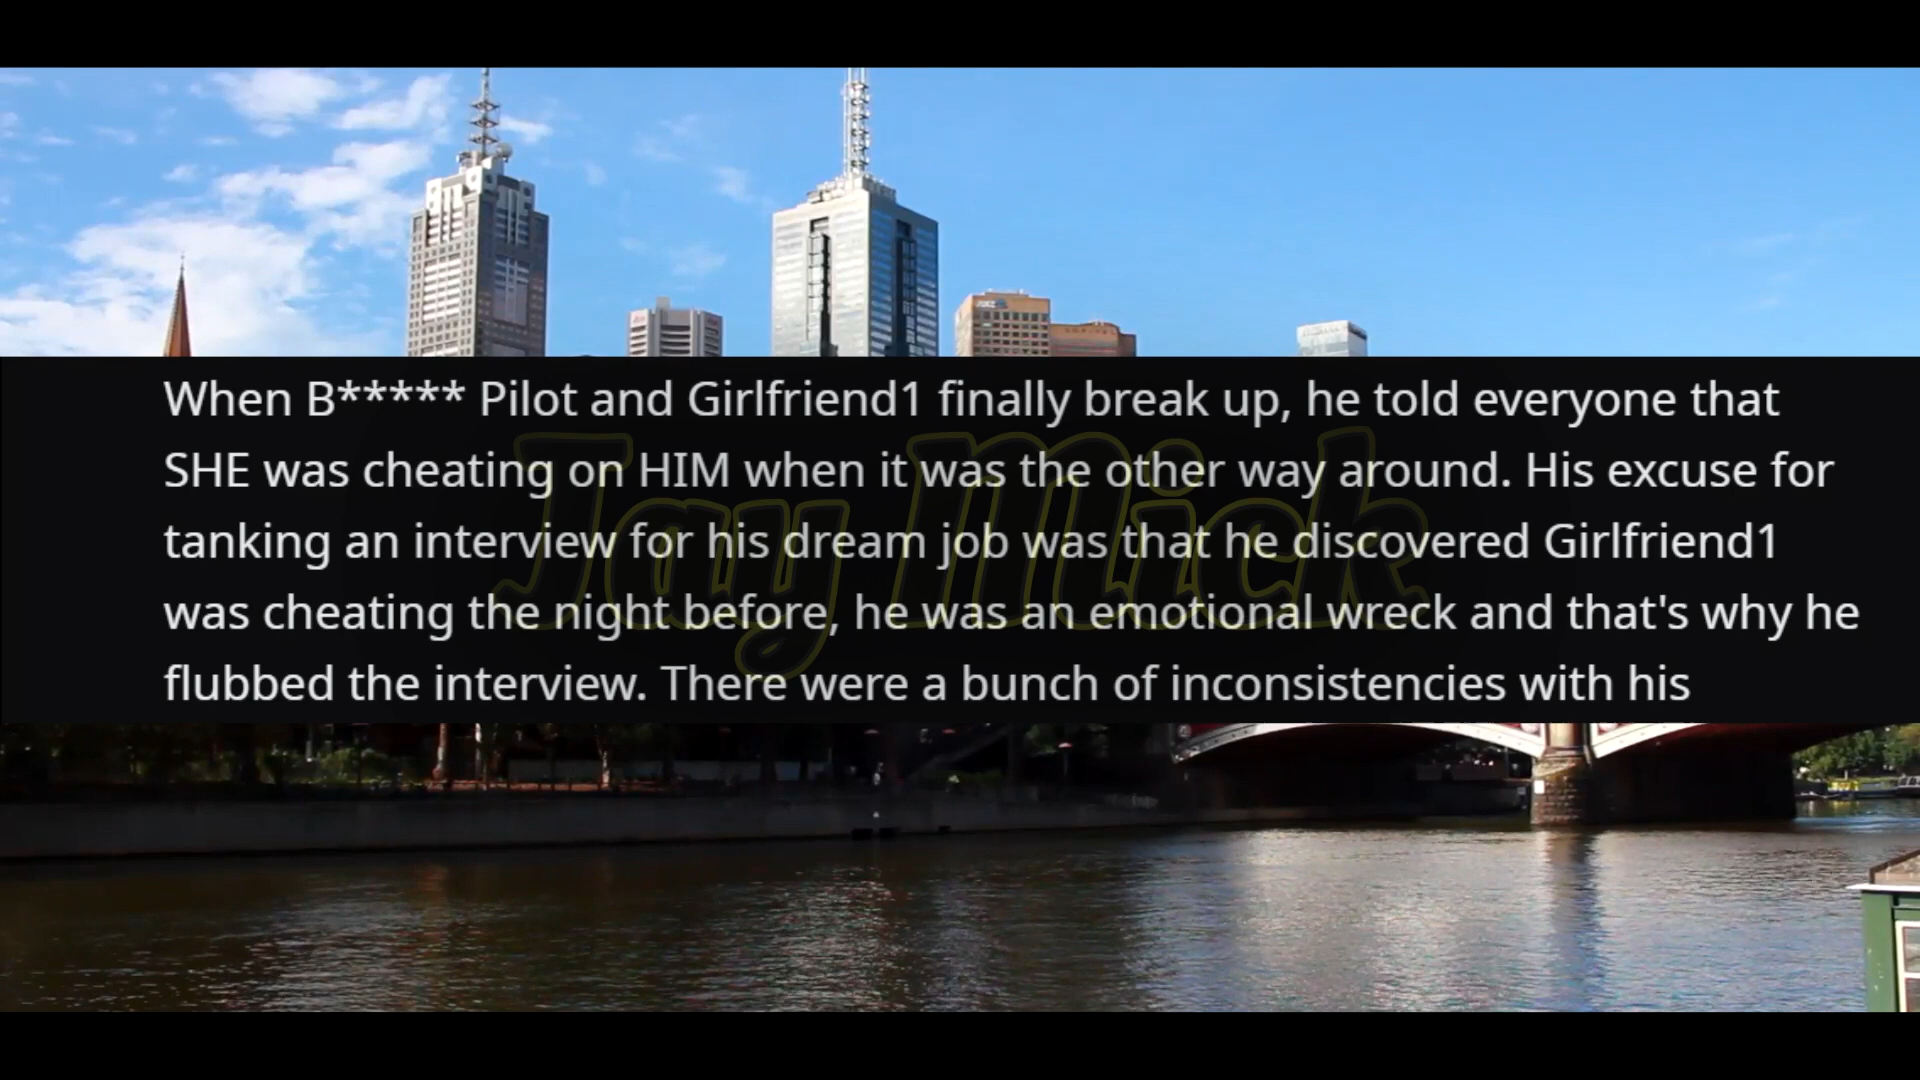 When B***** Pilot and Girlfriend1 finally break up, he told everyone that
SHE was cheating on HIM when it was the other way around. His excuse for
tanking an interview for his dream job was that he discovered Girlfriend1
was cheating the night before, he was an emotional wreck and that's why he
flubbed the interview. There were a bunch of inconsistencies with his
Jay Mick